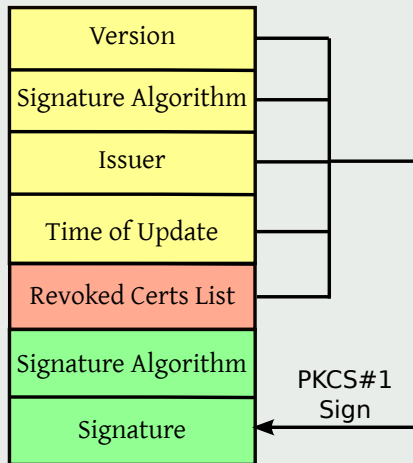 Version
Signature Algorithm
Issuer
Time of Update
Revoked Certs List
Signature Algorithm
PKCS#1
Sign
Signature